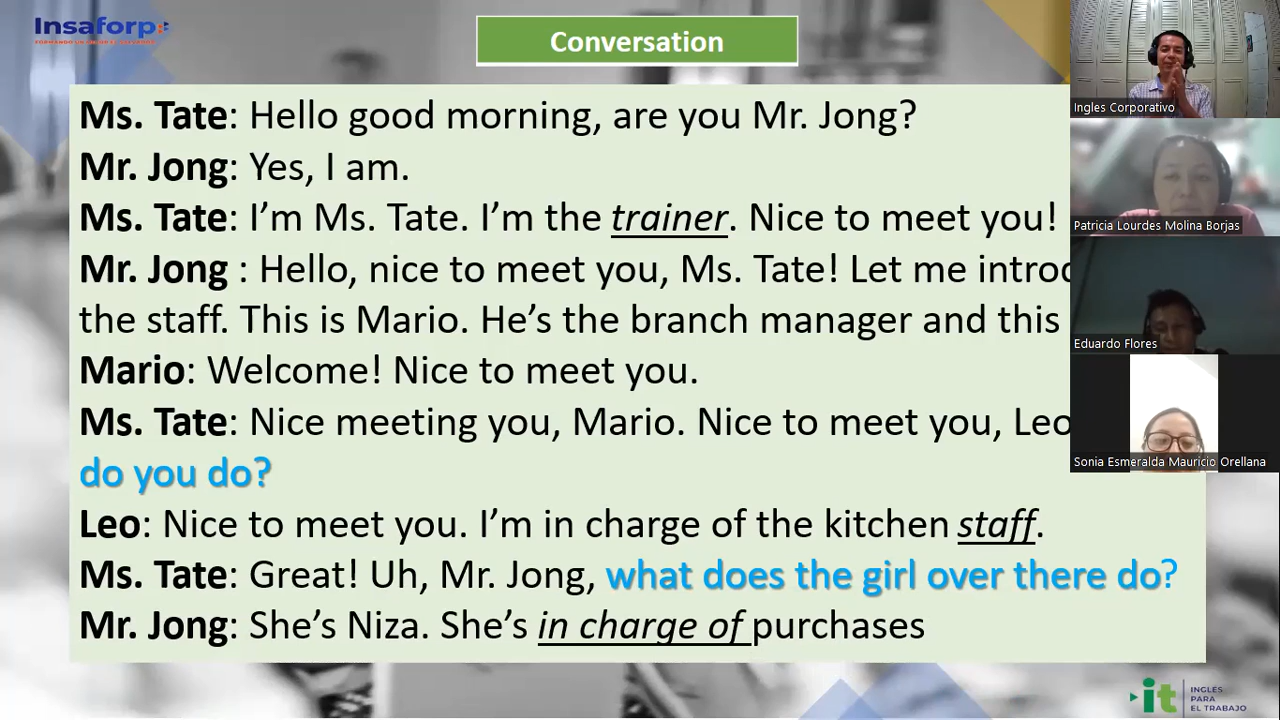 Insaforp
Conversation
Ms. Tate: Hello good morning, are you Mr. Jong?
Mr. Jong: Yes, I am.
Ms. Tate: I’m Ms. Tate. I’m the trainer. Nice to meet you!
Mr. Jong : Hello, nice to meet you, Ms. Tate! Let me introd
the staff. This is Mario. He’s the branch manager and this
Mario: Welcome! Nice to meet you.
Ms. Tate: Nice meeting you, Mario. Nice to meet you, Leo
do you do?
Leo: Nice to meet you. I’m in charge of the kitchen staff.
Ms. Tate: Great! Uh, Mr. Jong, what does the girl over there do?
Mr. Jong: She’s Niza. She’s in charge of purchases
Ingles Corporativo
Patricia Lourdes Molina Borjas
Eduardo Flores
Sonia Esmeralda Mauricio Orellana
it
INGLES
PARA
EL TRABAJO